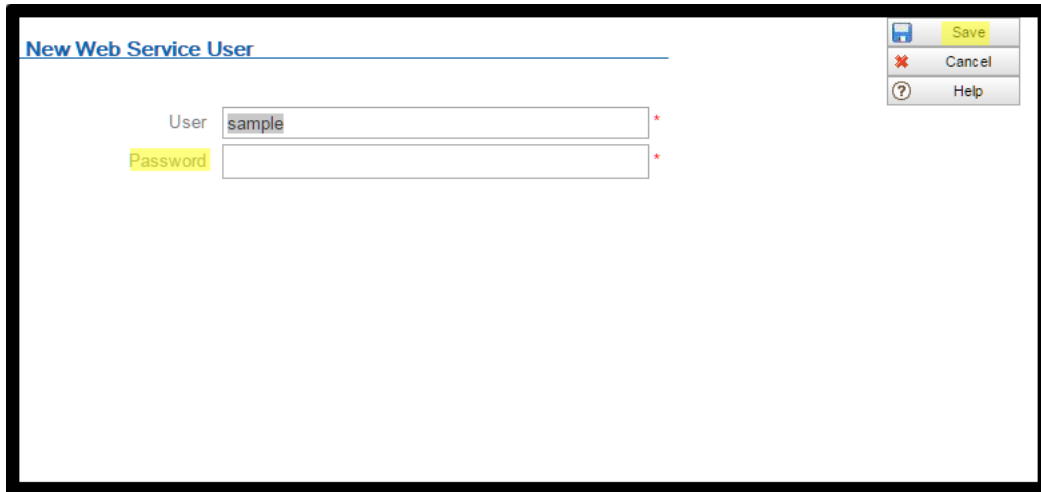 New Web Service User
Save
Cancel
? Help
User sample *
Password *